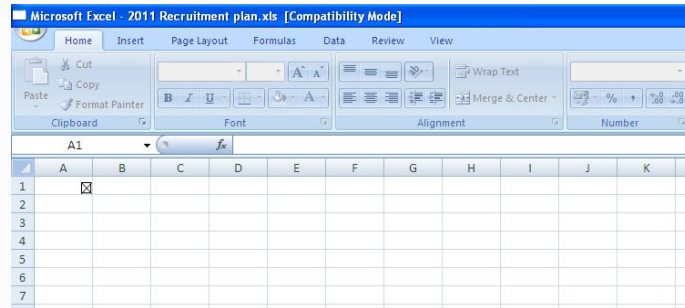 Microsoft Excel - 2011 Recruitment plan.xls [Compatibility Mode]
Home Insert Page Layout Formulas Data Review View
Cut
Copy
Paste
Format Painter
Clipboard
A A
B I U A
Font
Wrap Text
Merge & Center
Alignment
% , .0 .00 .00
Number
A1 fx
A B C D E F G H I J K
1
2
3
4
5
6
7